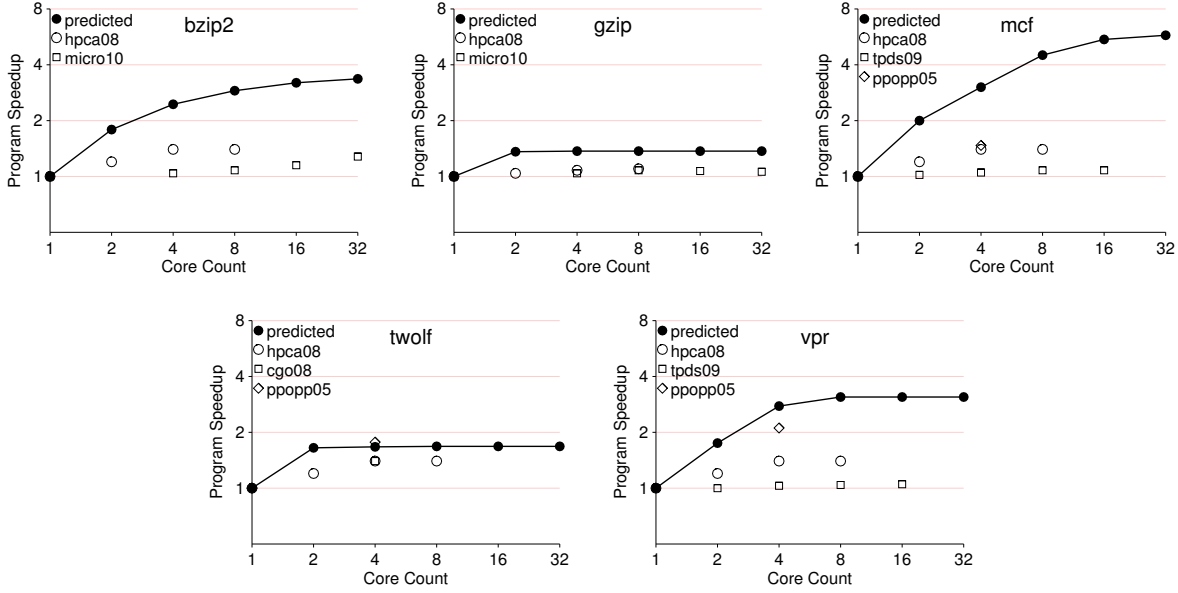 bzip2
predicted
hpca08
micro10
Program Speedup
8
4
2
1
1 2 4 8 16 32
Core Count
gzip
predicted
hpca08
micro10
Program Speedup
8
4
2
1
1 2 4 8 16 32
Core Count
mcf
predicted
hpca08
tpds09
ppopp05
Program Speedup
8
4
2
1
1 2 4 8 16 32
Core Count
twolf
predicted
hpca08
cgo08
ppopp05
Program Speedup
8
4
2
1
1 2 4 8 16 32
Core Count
vpr
predicted
hpca08
tpds09
ppopp05
Program Speedup
8
4
2
1
1 2 4 8 16 32
Core Count